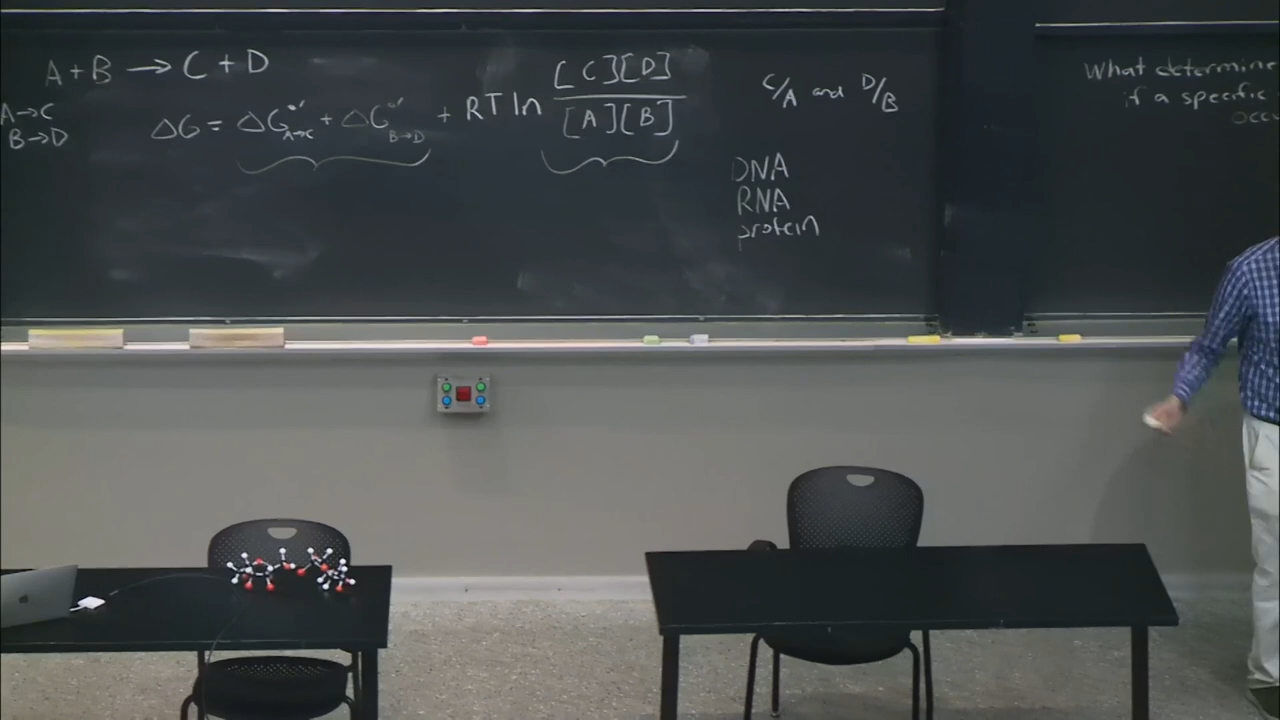 A + B → C + D
A→C
B→D
ΔG = ΔG°'A→C + ΔG°'B→D + RT ln [C][D] / [A][B]
C/A and D/B
DNA
RNA
protein
What determine
if a specific